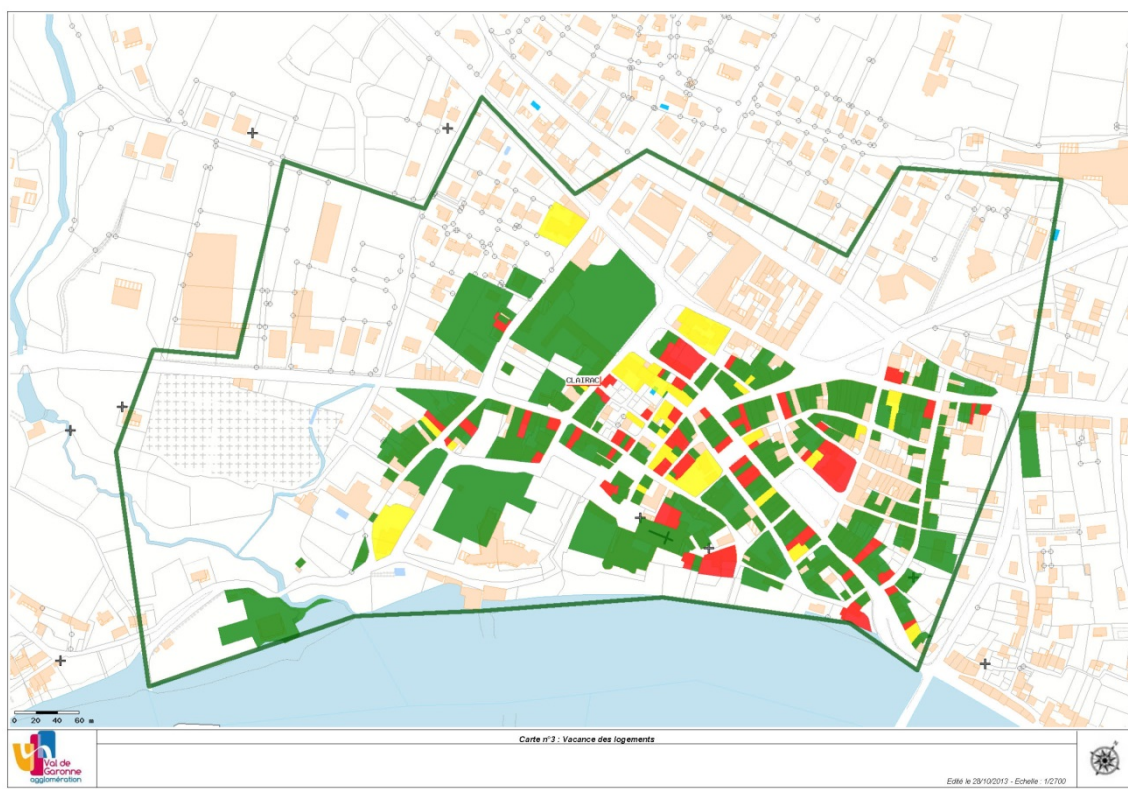 CLAIRAC
0 20 40 60 m
Carte n°3 : Vacance des logements
Val de
Garonne
agglomération
N
Edité le 28/10/2013 - Echelle : 1/2700